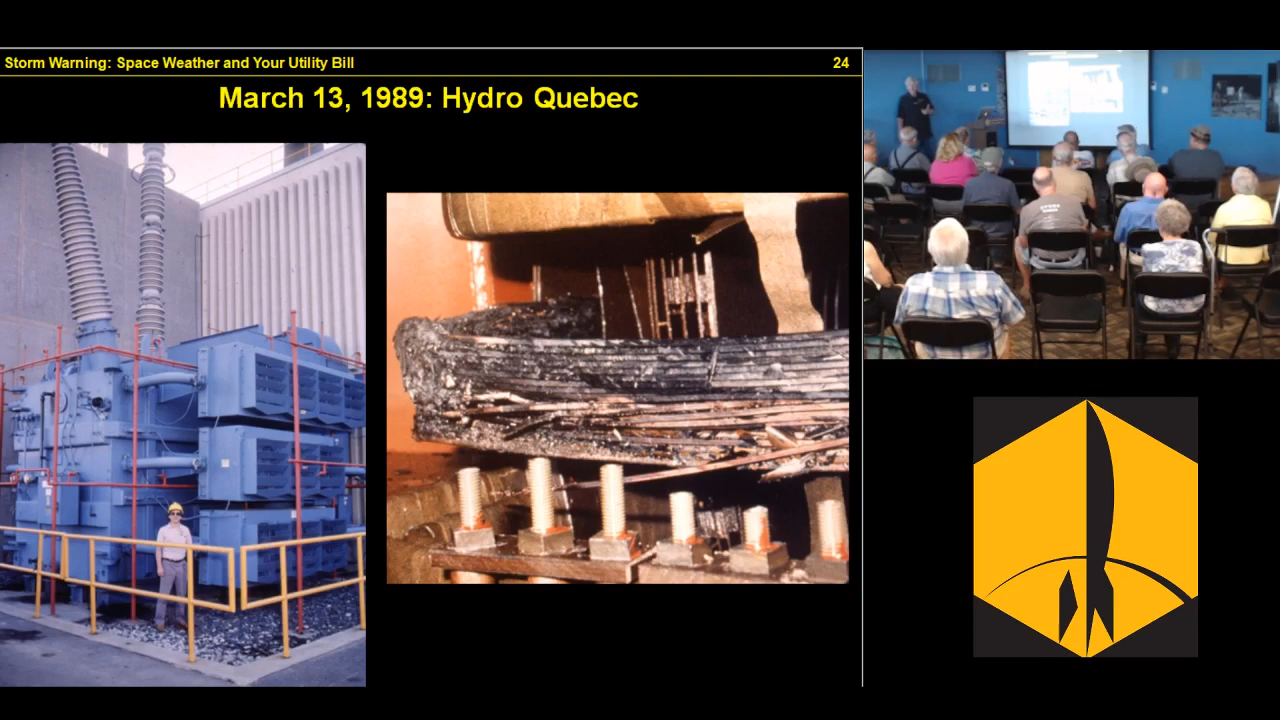 Storm Warning: Space Weather and Your Utility Bill 24
March 13, 1989: Hydro Quebec